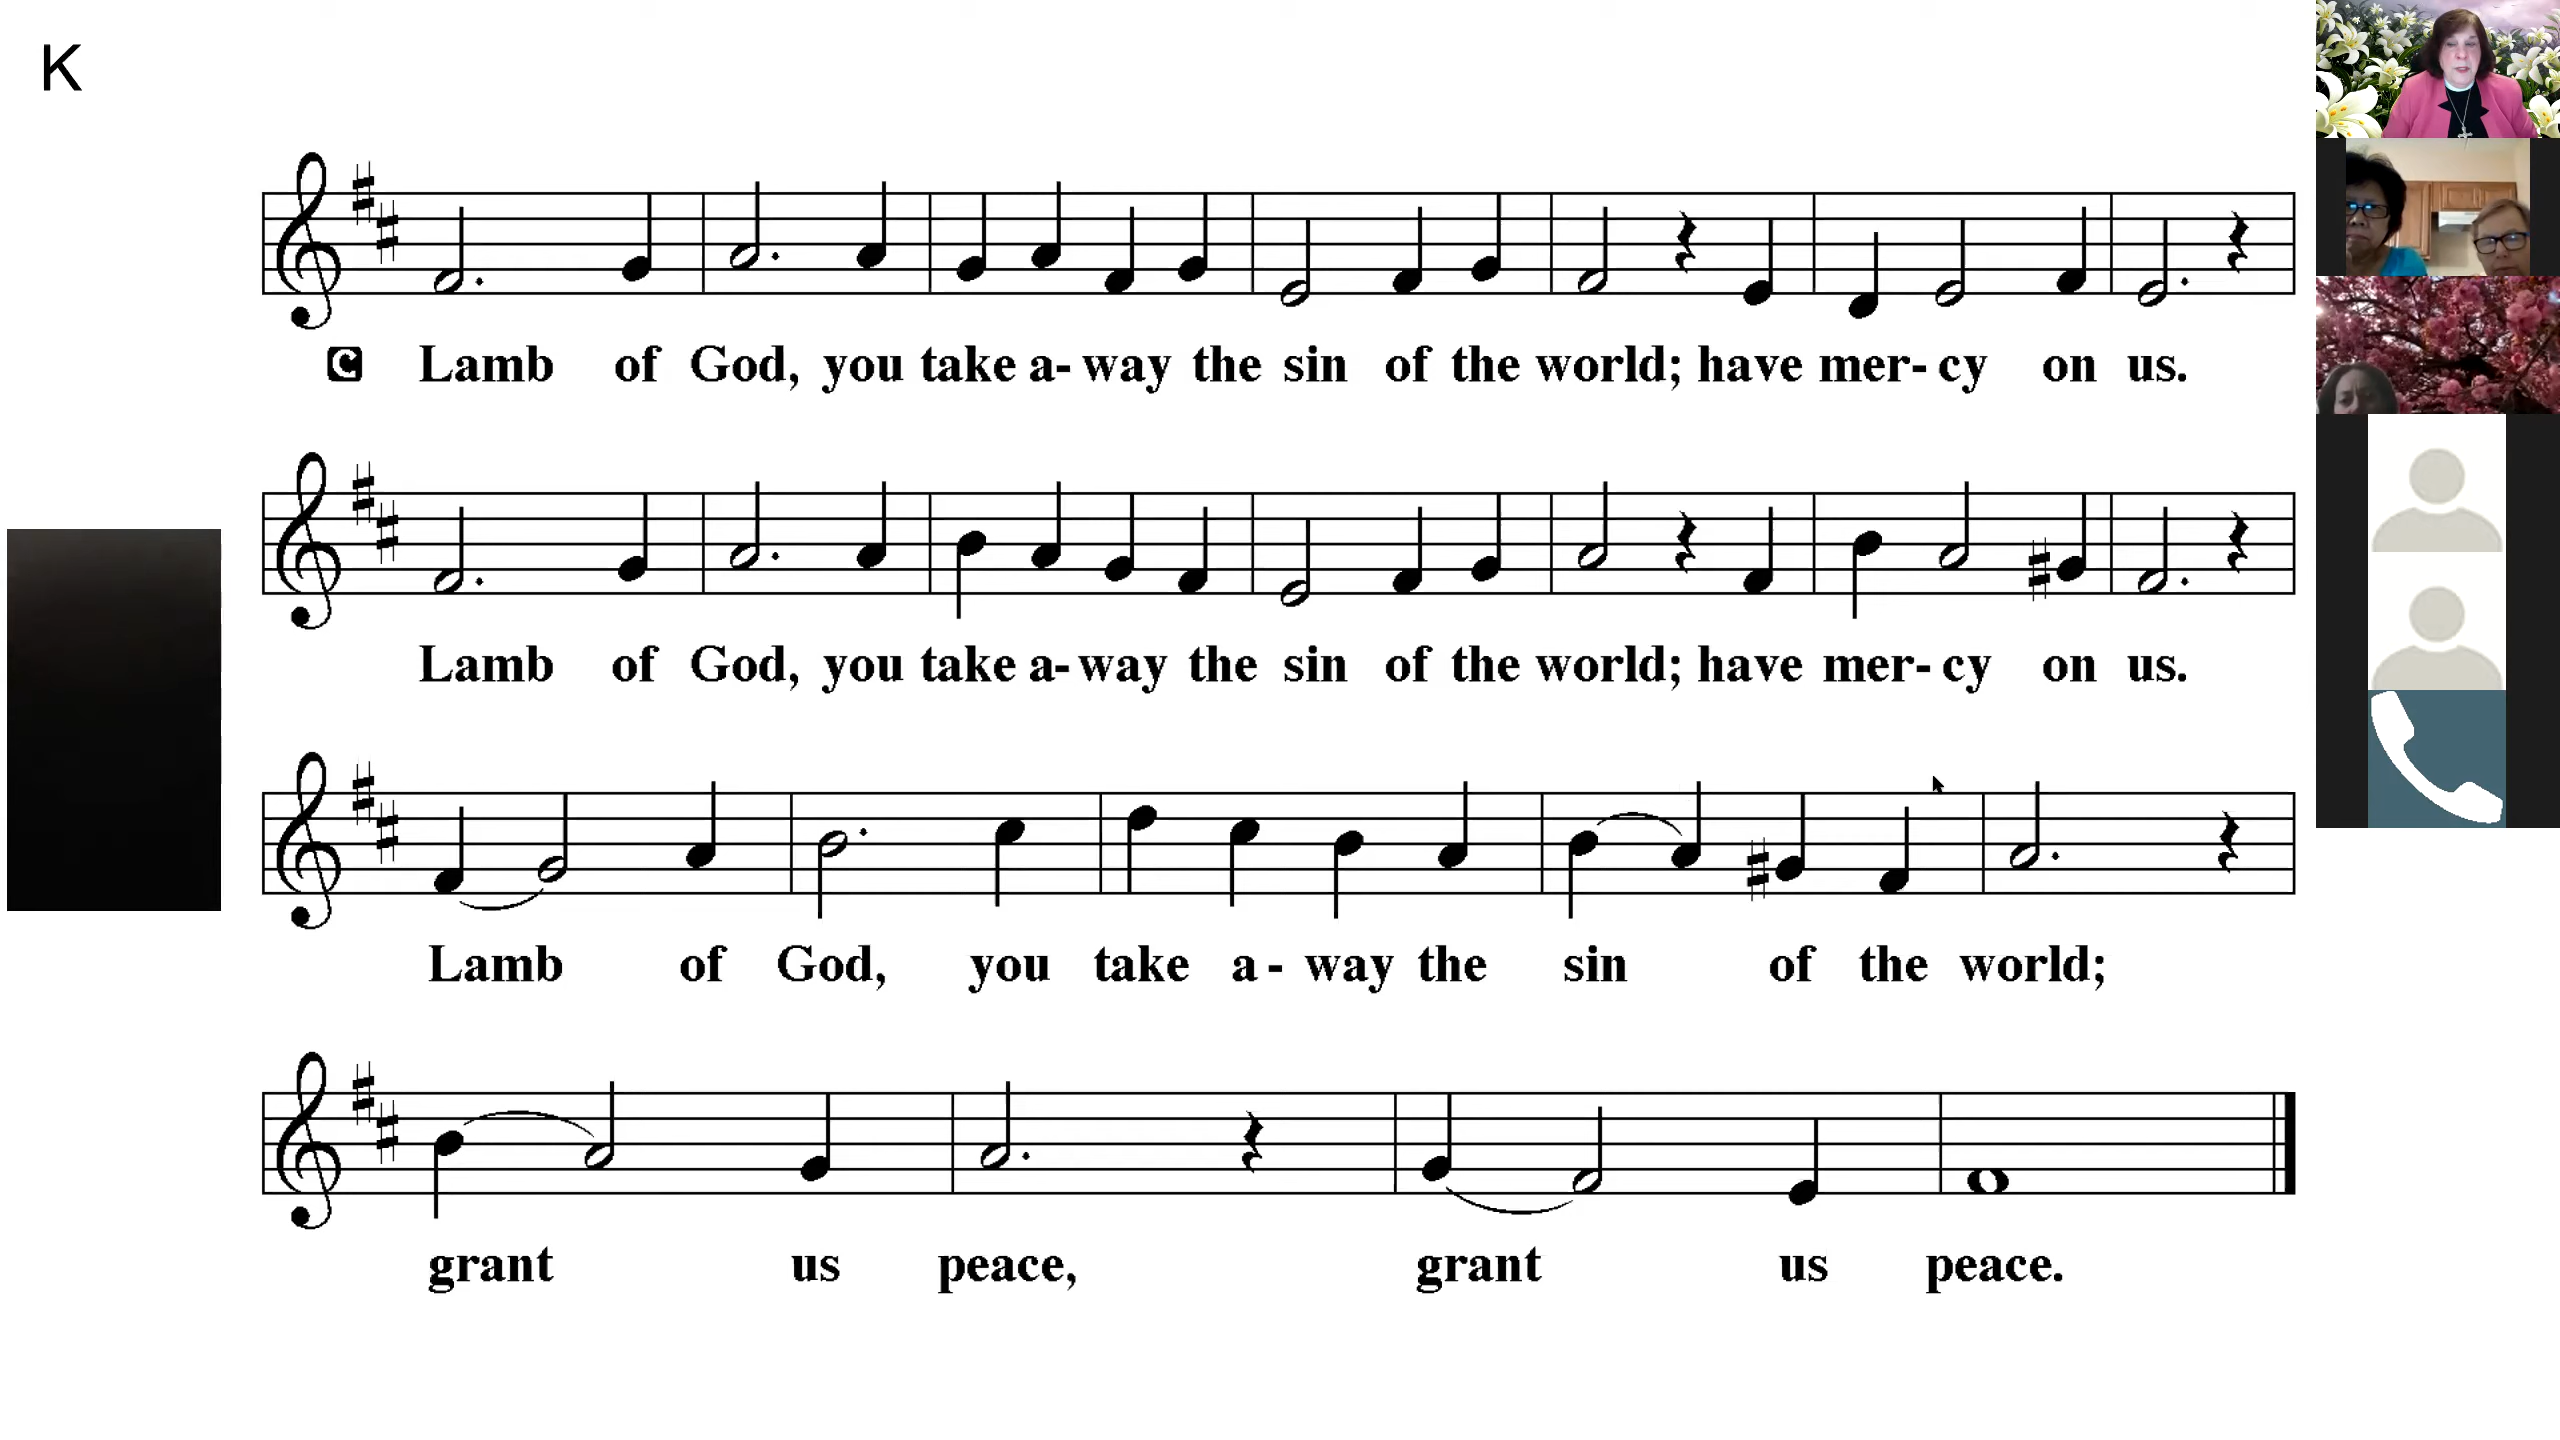 K
C Lamb of God, you take a- way the sin of the world; have mer- cy on us.
Lamb of God, you take a- way the sin of the world; have mer- cy on us.
Lamb of God, you take a- way the sin of the world;
grant us peace, grant us peace.